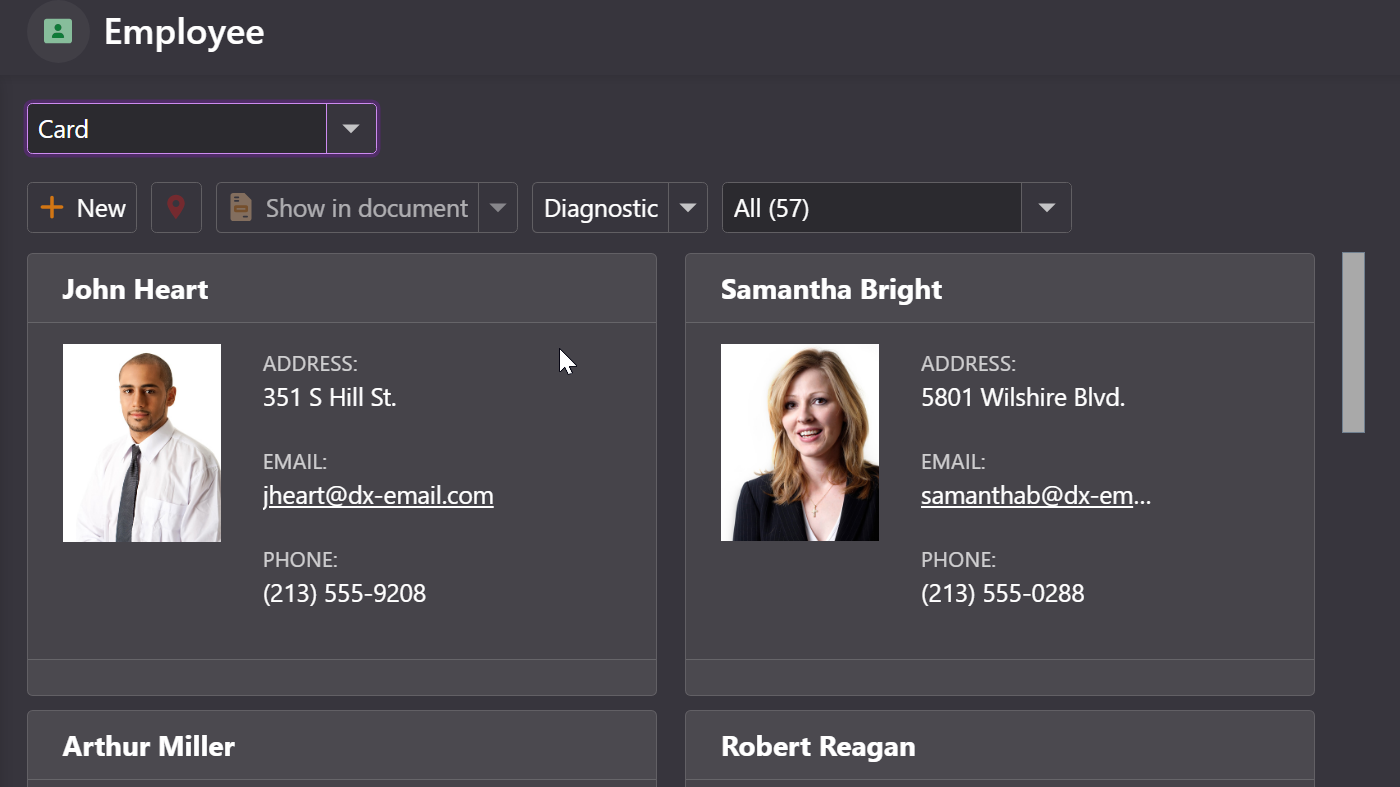 Employee
Card
New
Show in document
Diagnostic
All (57)
John Heart
ADDRESS:
351 S Hill St.
EMAIL:
jheart@dx-email.com
PHONE:
(213) 555-9208
Samantha Bright
ADDRESS:
5801 Wilshire Blvd.
EMAIL:
samanthab@dx-em...
PHONE:
(213) 555-0288
Arthur Miller
Robert Reagan